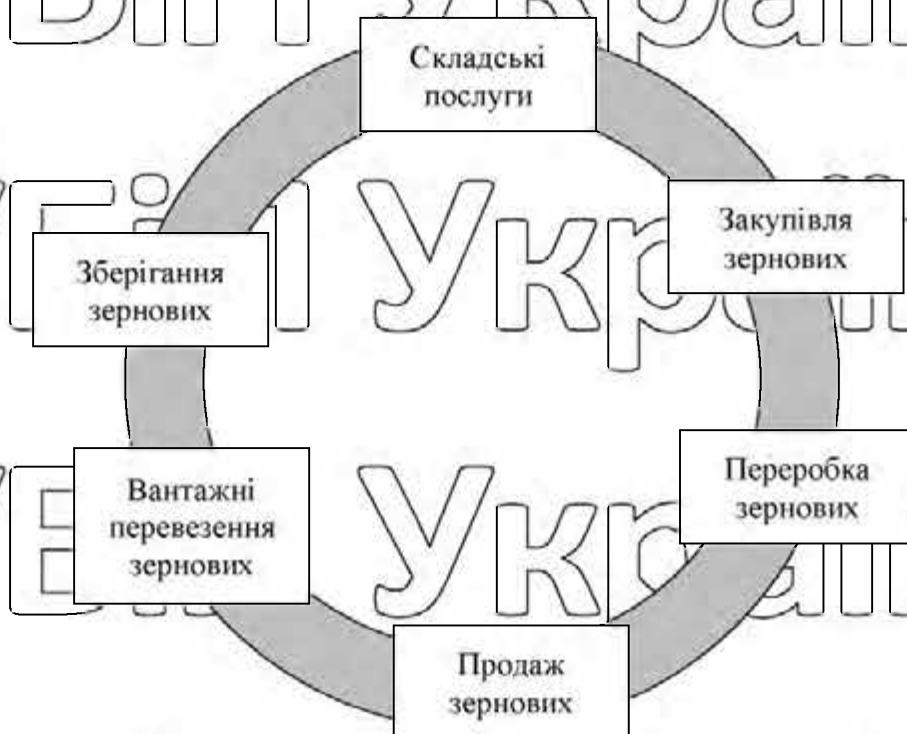 Складські
послуги
Закупівля
зернових
Зберігання
зернових
Переробка
зернових
Вантажні
перевезення
зернових
Продаж
зернових